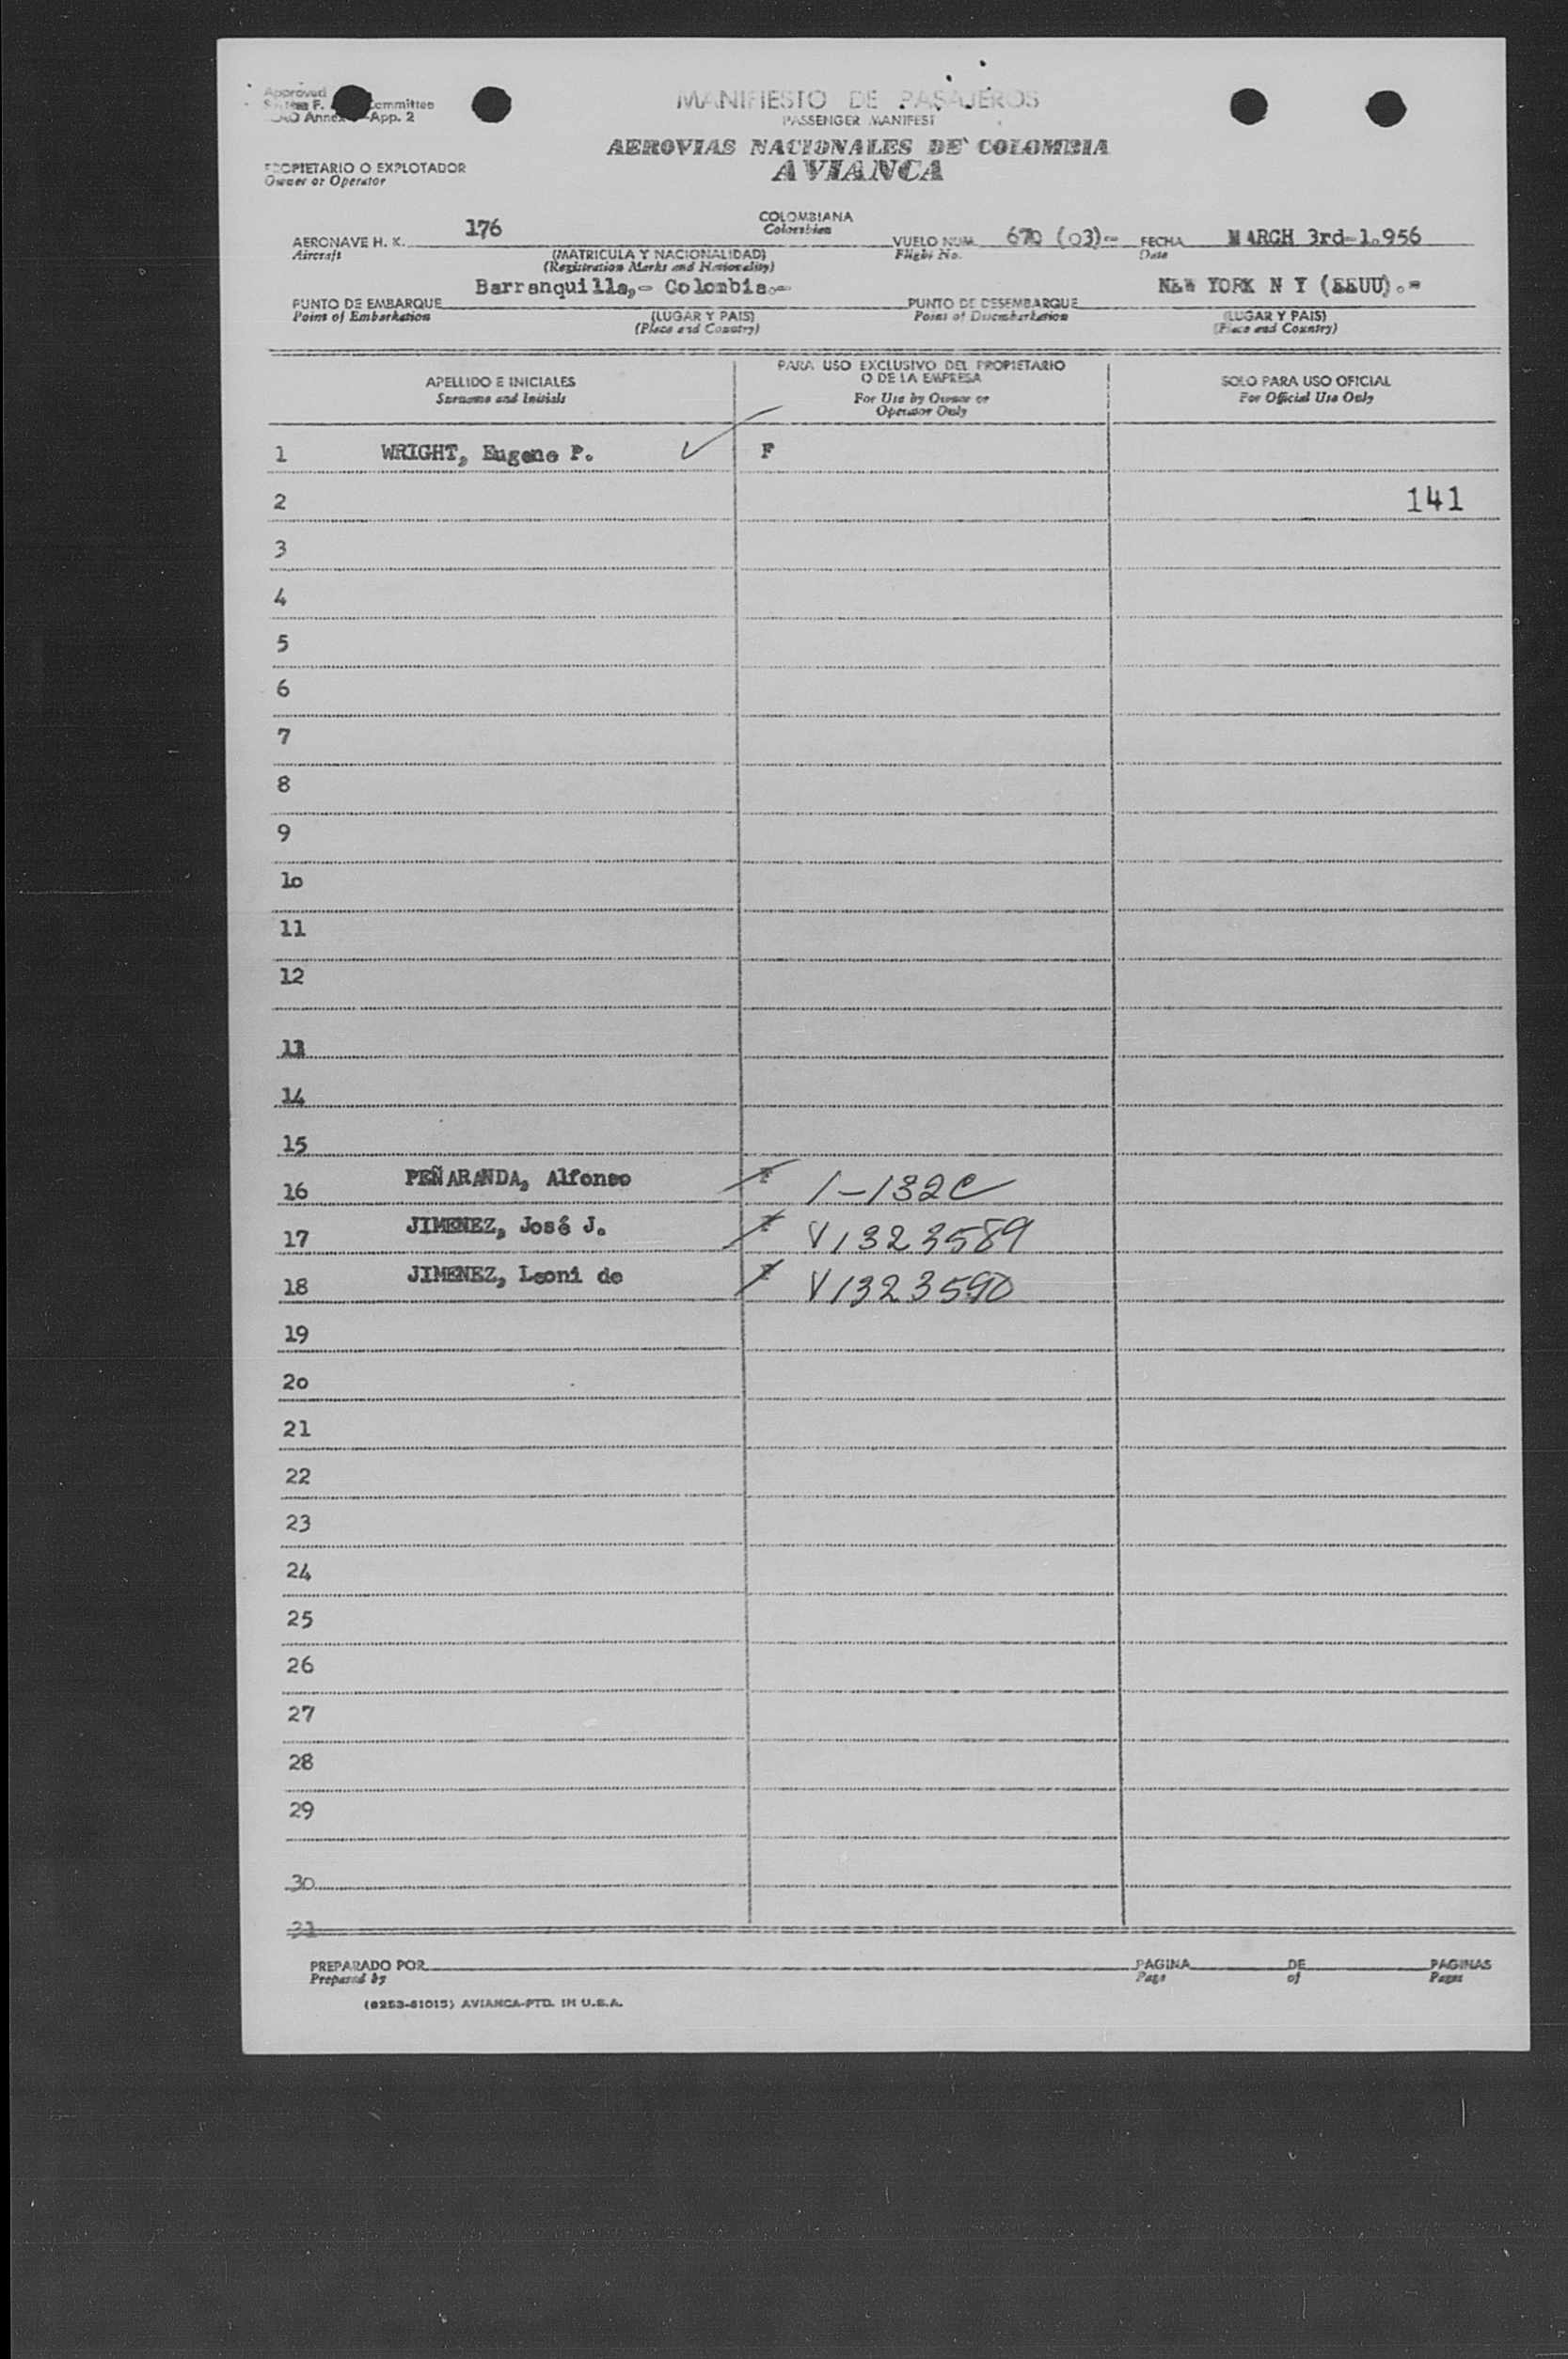 Approved
F. Committee
Annex App. 2
MANIFIESTO DE PASAJEROS
PASSENGER MANIFEST
AEROVIAS NACIONALES DE COLOMBIA
AVIANCA
PROPIETARIO O EXPLOTADOR
Owner or Operator
AERONAVE H. K. 176 COLOMBIANA VUELO NUM. 670 (03)- FECHA MARCH 3rd-1.956
Aircraft Colombian Flight No. Date
(MATRICULA Y NACIONALIDAD)
(Registration Marks and Nationality)
PUNTO DE EMBARQUE Barranquilla,- Colombia.- PUNTO DE DESEMBARQUE NEW YORK N Y (EEUU).-
Point of Embarkation (LUGAR Y PAIS) Point of Disembarkation (LUGAR Y PAIS)
(Place and Country) (Place and Country)
APELLIDO E INICIALES PARA USO EXCLUSIVO DEL PROPIETARIO O DE LA EMPRESA SOLO PARA USO OFICIAL
Surname and Initials For Use by Owner or Operator Only For Official Use Only
1 WRIGHT, Eugene P. F
2 141
3
4
5
6
7
8
9
10
11
12
13
14
15
16 PEÑARANDA, Alfonso 1-132C
17 JIMENEZ, José J. V1323589
18 JIMENEZ, Leoni de V1323590
19
20
21
22
23
24
25
26
27
28
29
30
31
PREPARADO POR PAGINA DE PAGINAS
Prepared by Page of Pages
(8253-81015) AVIANCA-PTD. IN U.S.A.